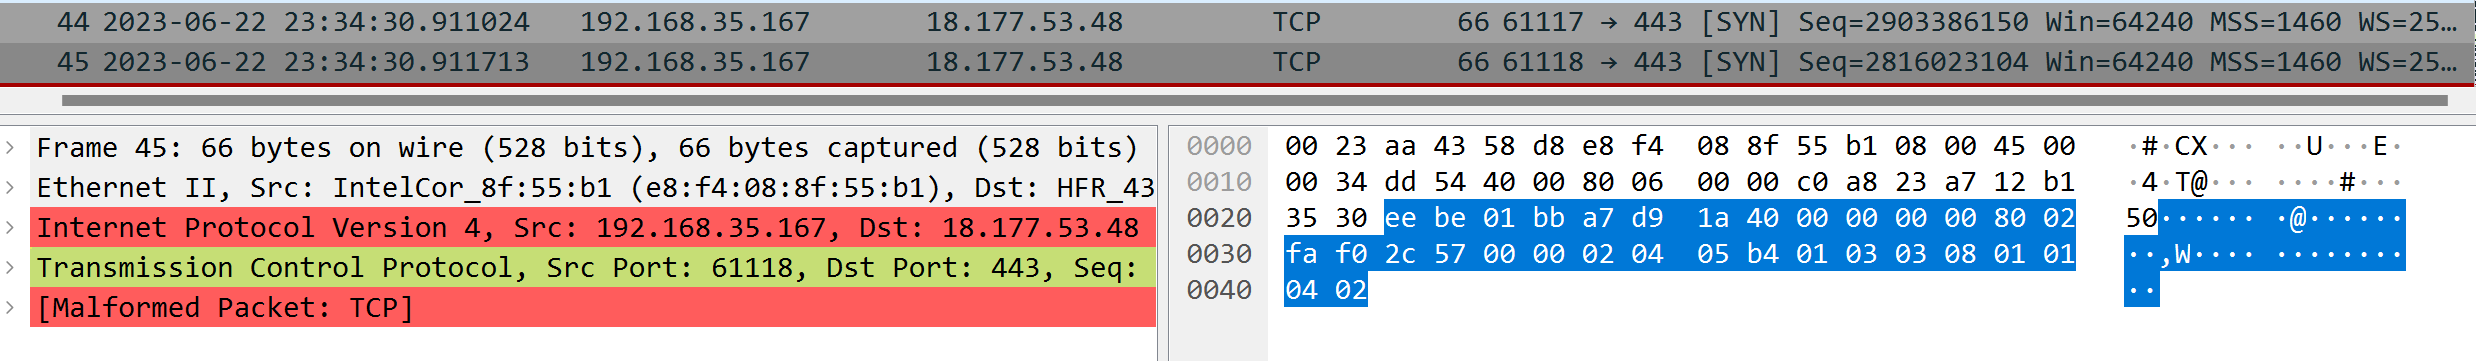 44 2023-06-22 23:34:30.911024 192.168.35.167 18.177.53.48 TCP 66 61117 → 443 [SYN] Seq=2903386150 Win=64240 MSS=1460 WS=25…
45 2023-06-22 23:34:30.911713 192.168.35.167 18.177.53.48 TCP 66 61118 → 443 [SYN] Seq=2816023104 Win=64240 MSS=1460 WS=25…
Frame 45: 66 bytes on wire (528 bits), 66 bytes captured (528 bits)
Ethernet II, Src: IntelCor_8f:55:b1 (e8:f4:08:8f:55:b1), Dst: HFR_43
Internet Protocol Version 4, Src: 192.168.35.167, Dst: 18.177.53.48
Transmission Control Protocol, Src Port: 61118, Dst Port: 443, Seq:
[Malformed Packet: TCP]
0000 00 23 aa 43 58 d8 e8 f4 08 8f 55 b1 08 00 45 00 ·#·CX··· ··U···E·
0010 00 34 dd 54 40 00 80 06 00 00 c0 a8 23 a7 12 b1 ·4·T@··· ····#···
0020 35 30 ee be 01 bb a7 d9 1a 40 00 00 00 00 80 02 50······ ·@······
0030 fa f0 2c 57 00 00 02 04 05 b4 01 03 03 08 01 01 ··,W···· ········
0040 04 02 ··